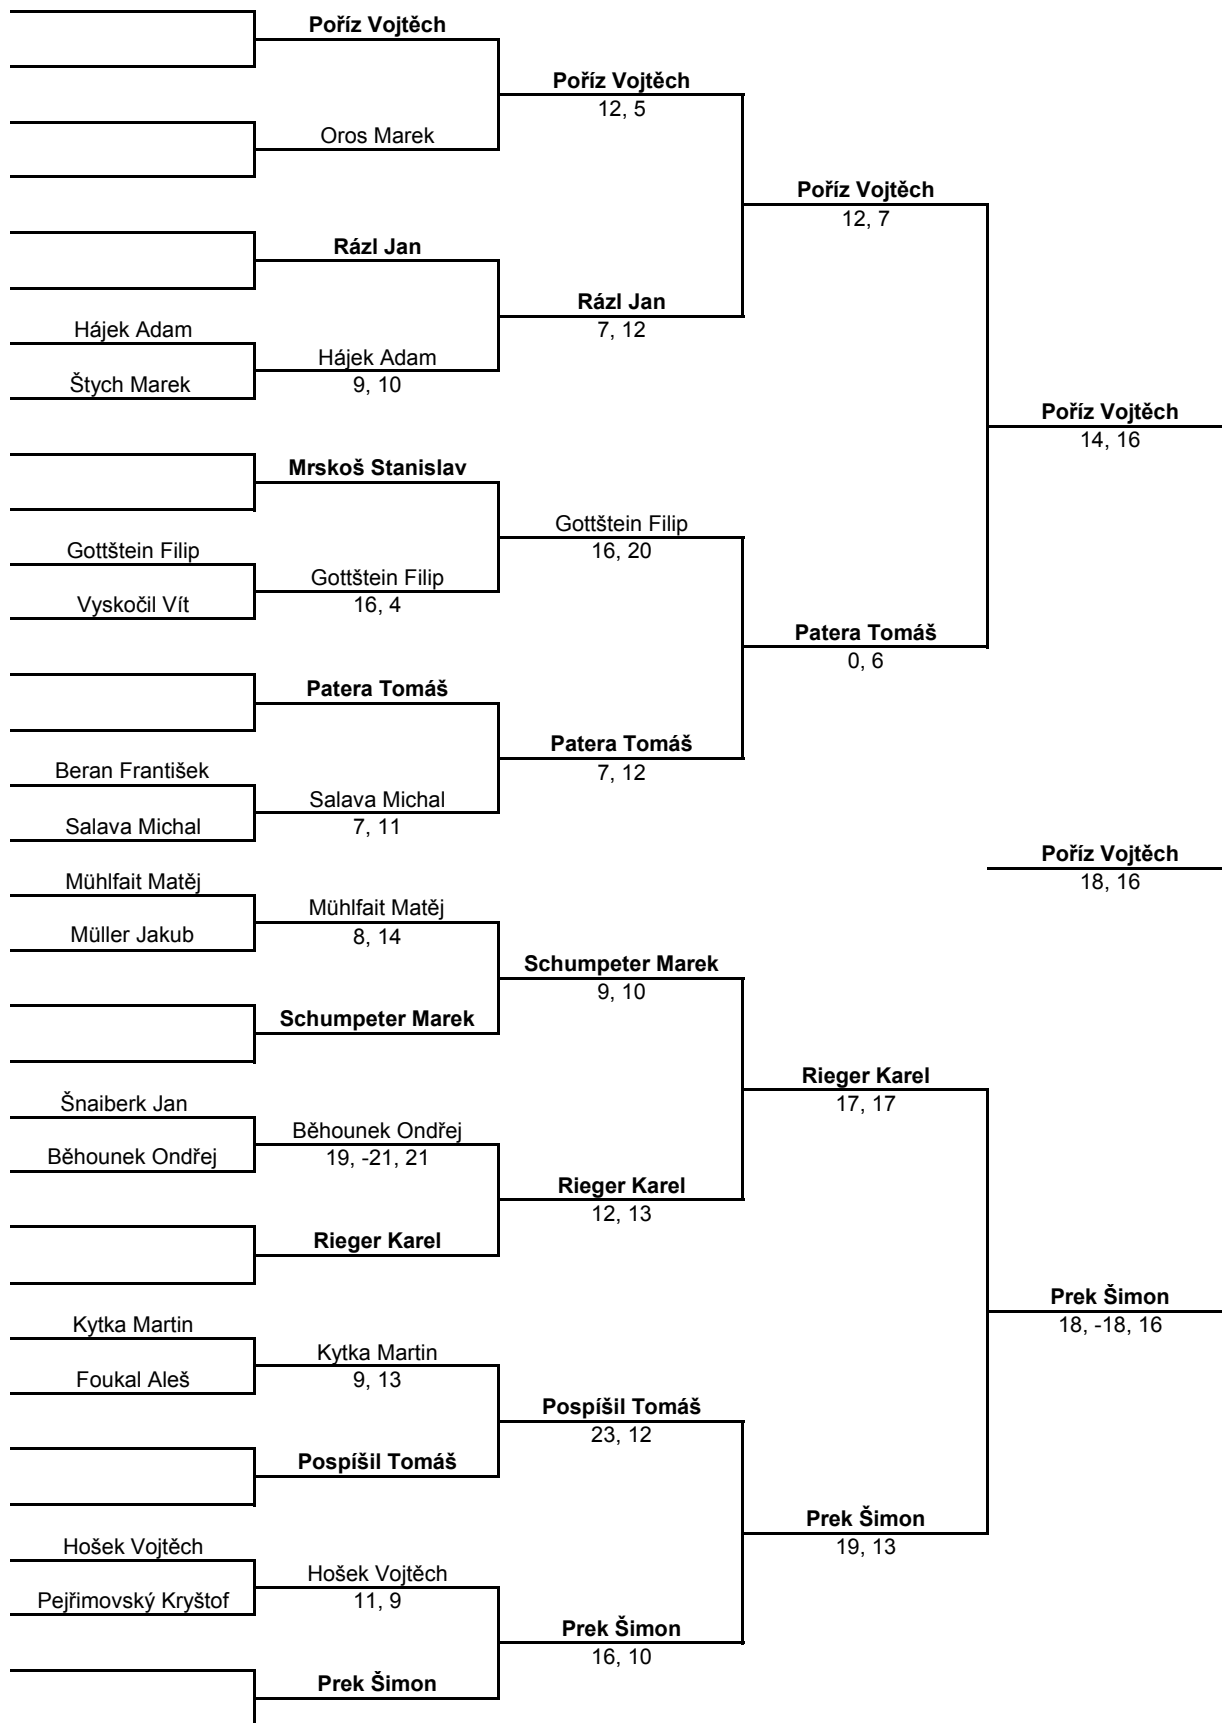 Poříz Vojtěch
Poříz Vojtěch
12, 5
Oros Marek
Poříz Vojtěch
12, 7
Rázl Jan
Rázl Jan
7, 12
Hájek Adam
Hájek Adam
9, 10
Štych Marek
Poříz Vojtěch
14, 16
Mrskoš Stanislav
Gottštein Filip
16, 20
Gottštein Filip
Gottštein Filip
16, 4
Vyskočil Vít
Patera Tomáš
0, 6
Patera Tomáš
Patera Tomáš
7, 12
Beran František
Salava Michal
7, 11
Salava Michal
Poříz Vojtěch
18, 16
Mühlfait Matěj
Mühlfait Matěj
8, 14
Müller Jakub
Schumpeter Marek
9, 10
Schumpeter Marek
Rieger Karel
17, 17
Šnaiberk Jan
Běhounek Ondřej
19, -21, 21
Běhounek Ondřej
Rieger Karel
12, 13
Rieger Karel
Prek Šimon
18, -18, 16
Kytka Martin
Kytka Martin
9, 13
Foukal Aleš
Pospíšil Tomáš
23, 12
Pospíšil Tomáš
Prek Šimon
19, 13
Hošek Vojtěch
Hošek Vojtěch
11, 9
Pejřimovský Kryštof
Prek Šimon
16, 10
Prek Šimon